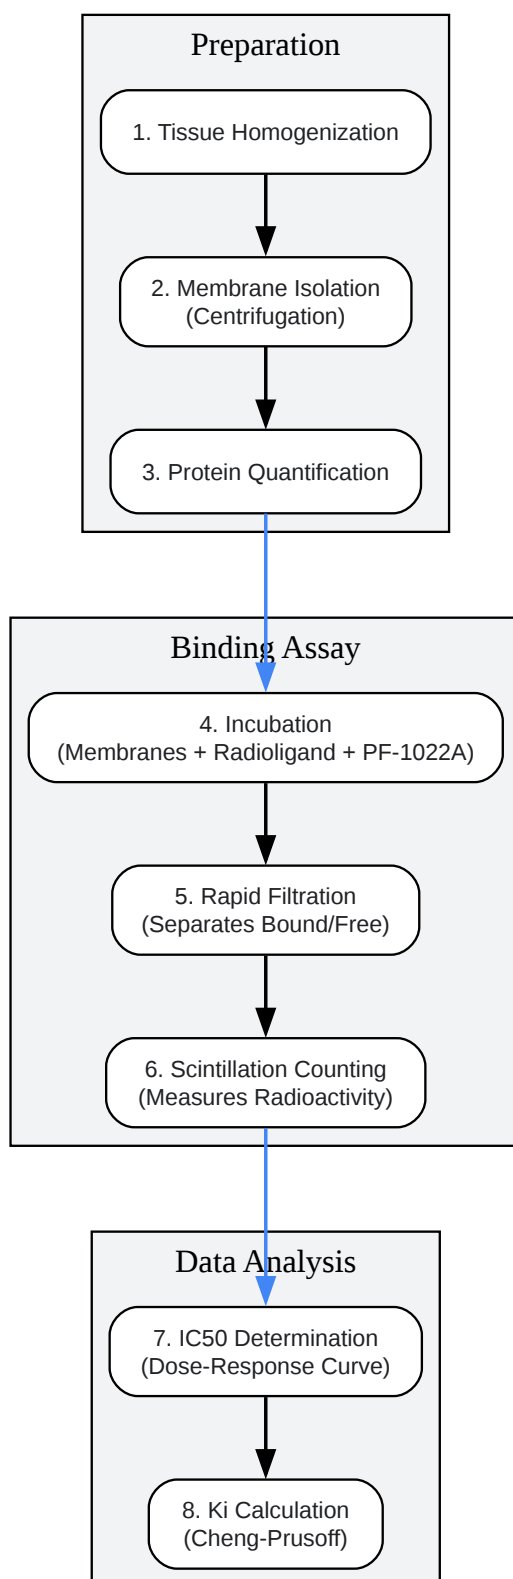 Preparation
1. Tissue Homogenization
2. Membrane Isolation
(Centrifugation)
3. Protein Quantification
Binding Assay
4. Incubation
(Membranes + Radioligand + PF-1022A)
5. Rapid Filtration
(Separates Bound/Free)
6. Scintillation Counting
(Measures Radioactivity)
Data Analysis
7. IC50 Determination
(Dose-Response Curve)
8. Ki Calculation
(Cheng-Prusoff)